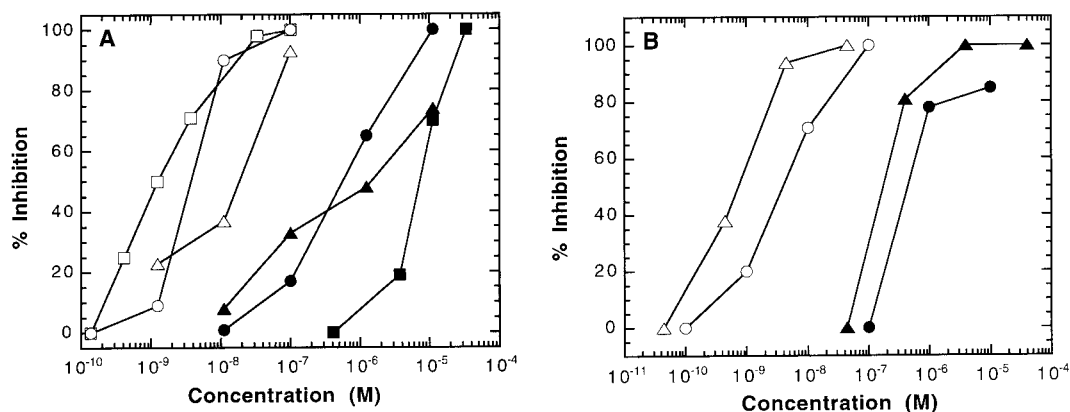 A
100
80
60
40
20
0
% Inhibition
10⁻¹⁰ 10⁻⁹ 10⁻⁸ 10⁻⁷ 10⁻⁶ 10⁻⁵ 10⁻⁴
Concentration (M)
B
100
80
60
40
20
0
% Inhibition
10⁻¹¹ 10⁻¹⁰ 10⁻⁹ 10⁻⁸ 10⁻⁷ 10⁻⁶ 10⁻⁵ 10⁻⁴
Concentration (M)